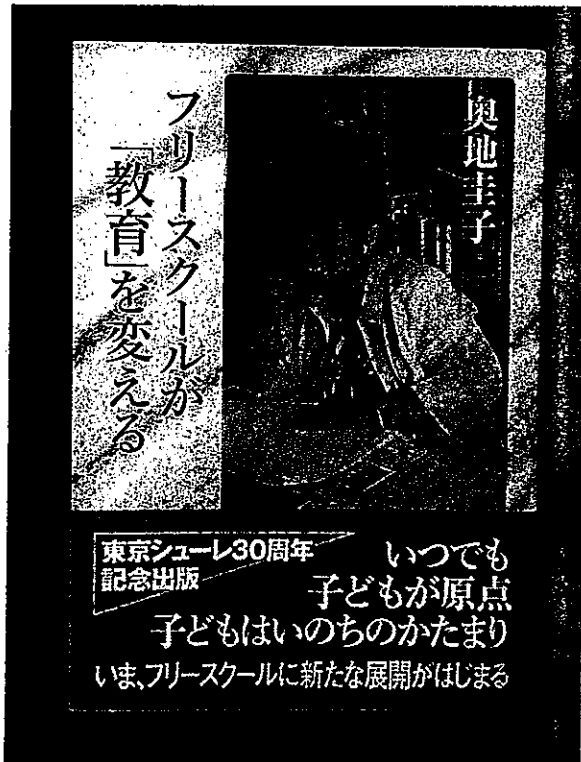 奥地圭子
フリースクールが
「教育」を変える
東京シューレ30周年
記念出版
いつでも
子どもが原点
子どもはいのちのかたまり
いま、フリースクールに新たな展開がはじまる